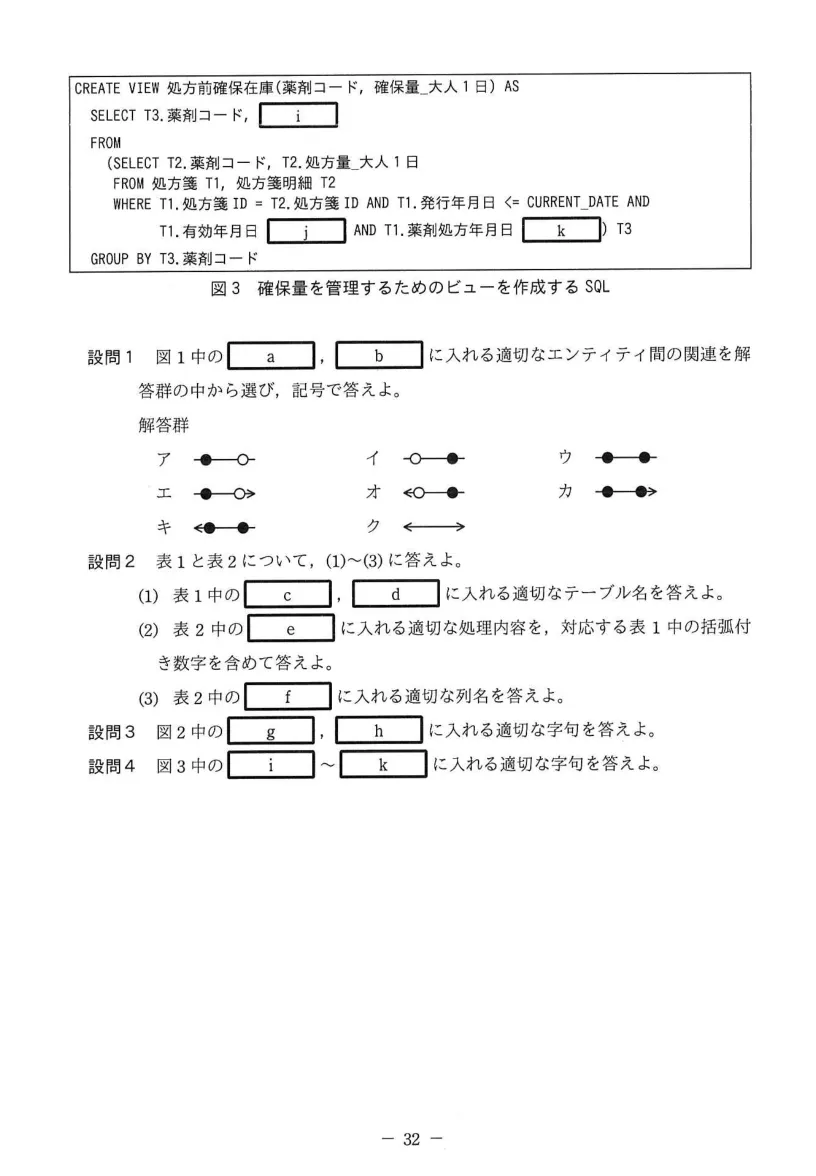 CREATE VIEW 処方前確保在庫(薬剤コード, 確保量_大人1日) AS
SELECT T3.薬剤コード, i
FROM
(SELECT T2.薬剤コード, T2.処方量_大人1日
FROM 処方箋 T1, 処方箋明細 T2
WHERE T1.処方箋ID = T2.処方箋ID AND T1.発行年月日 <= CURRENT_DATE AND
T1.有効年月日 j AND T1.薬剤処方年月日 k ) T3
GROUP BY T3.薬剤コード
図3 確保量を管理するためのビューを作成するSQL
設問1 図1中の a , b に入れる適切なエンティティ間の関連を解
答群の中から選び，記号で答えよ。
解答群
ア イ ウ
エ オ カ
キ ク
設問2 表1と表2について，(1)～(3)に答えよ。
(1) 表1中の c , d に入れる適切なテーブル名を答えよ。
(2) 表2中の e に入れる適切な処理内容を，対応する表1中の括弧付
き数字を含めて答えよ。
(3) 表2中の f に入れる適切な列名を答えよ。
設問3 図2中の g , h に入れる適切な字句を答えよ。
設問4 図3中の i ～ k に入れる適切な字句を答えよ。
－ 32 －